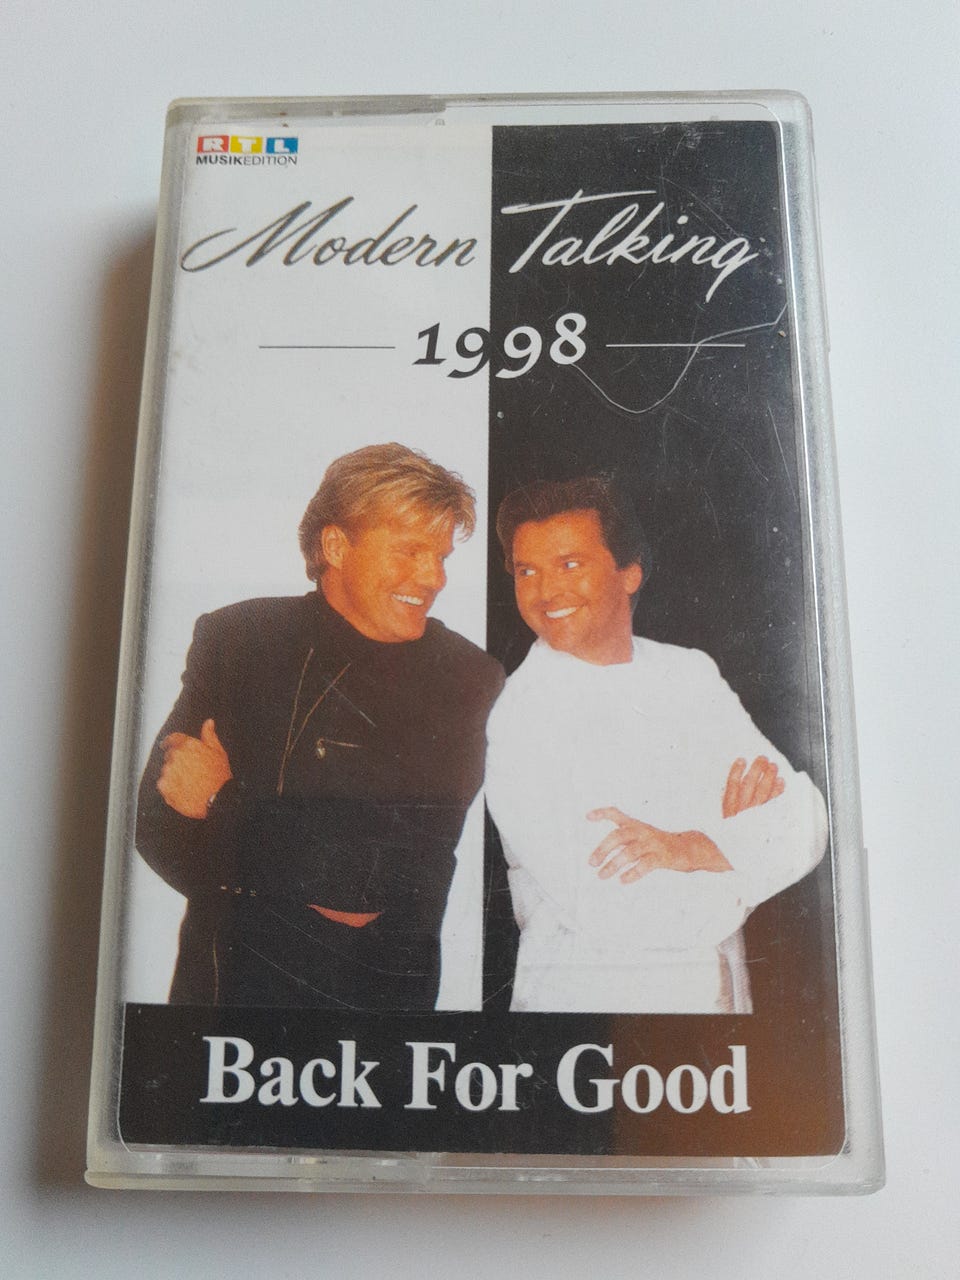 RTL
MUSIKEDITION
Modern Talking
1998
Back For Good